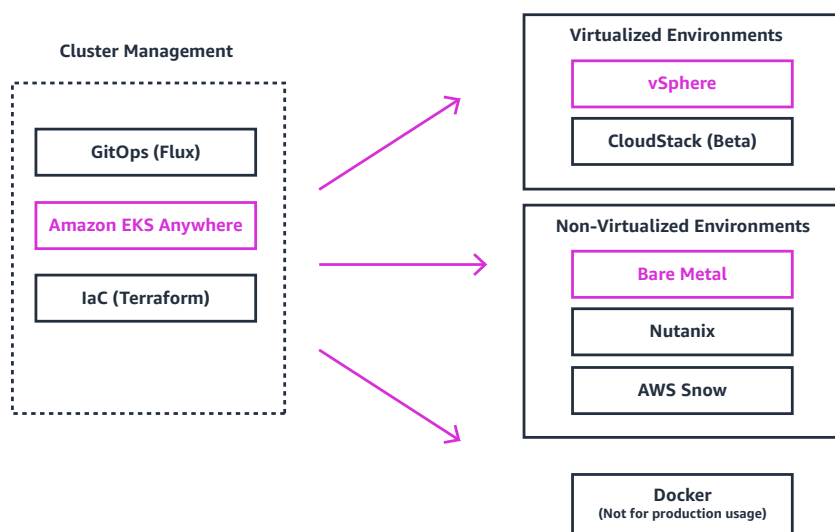 Cluster Management
GitOps (Flux)
Amazon EKS Anywhere
IaC (Terraform)
Virtualized Environments
vSphere
CloudStack (Beta)
Non-Virtualized Environments
Bare Metal
Nutanix
AWS Snow
Docker
(Not for production usage)